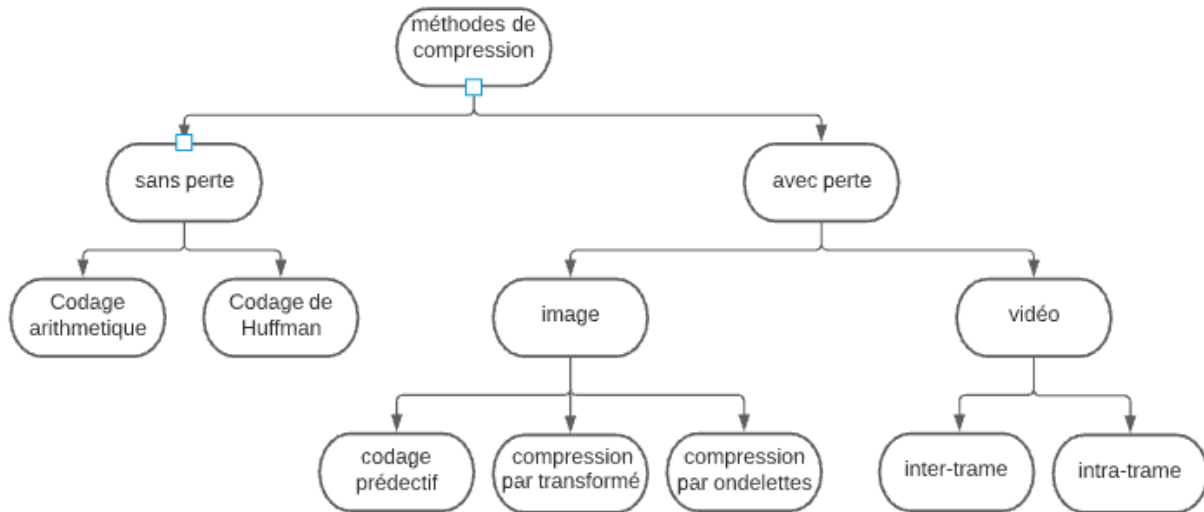 méthodes de
compression
sans perte
avec perte
Codage
arithmetique
Codage de
Huffman
image
vidéo
codage
prédectif
compression
par transformé
compression
par ondelettes
inter-trame
intra-trame